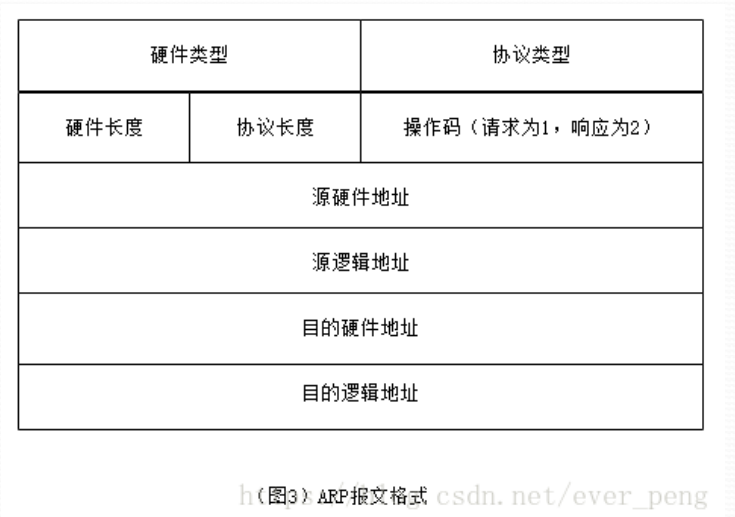 硬件类型 协议类型
硬件长度 协议长度 操作码（请求为1，响应为2）
源硬件地址
源逻辑地址
目的硬件地址
目的逻辑地址
（图3）ARP报文格式
https://blog.csdn.net/ever_peng